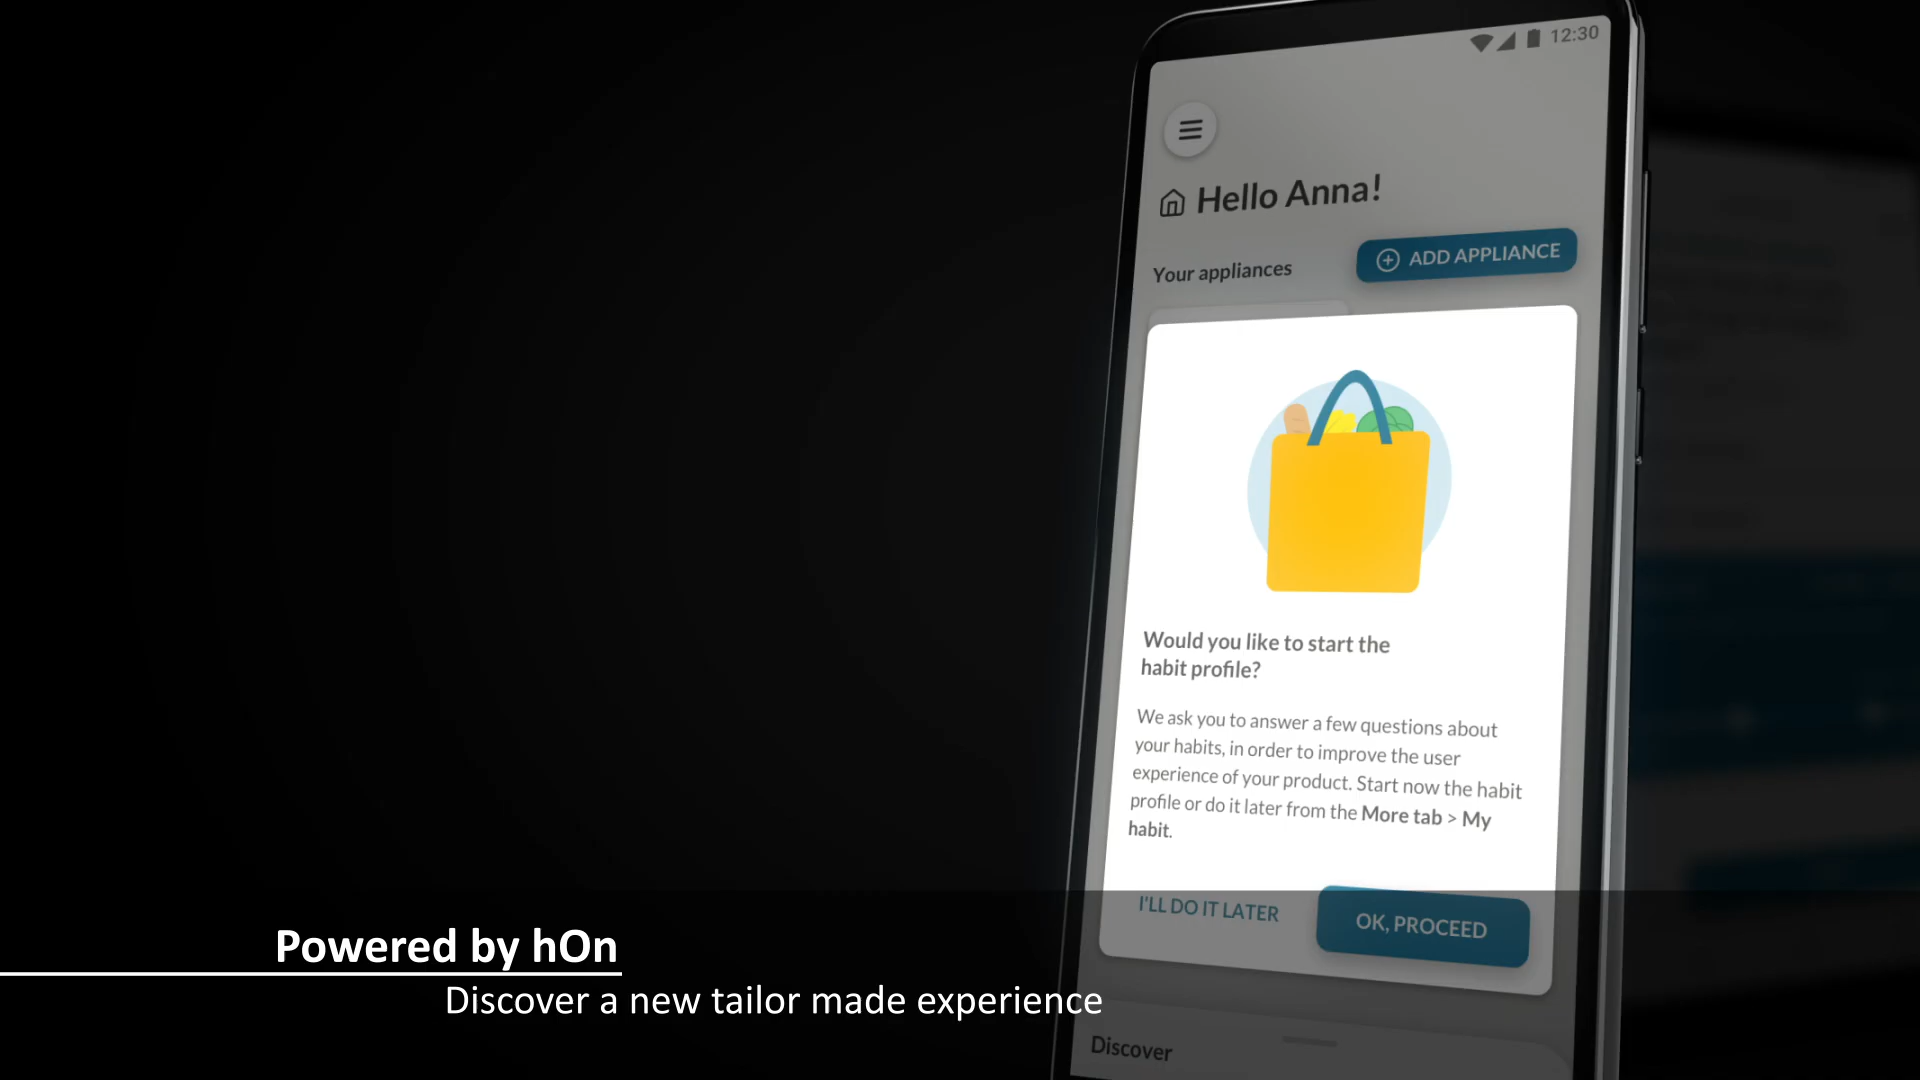 12:30
Hello Anna!
Your appliances
ADD APPLIANCE
Would you like to start the
habit profile?
We ask you to answer a few questions about
your habits, in order to improve the user
experience of your product. Start now the habit
profile or do it later from the More tab > My
habit.
I'LL DO IT LATER
OK, PROCEED
Discover
Powered by hOn
Discover a new tailor made experience